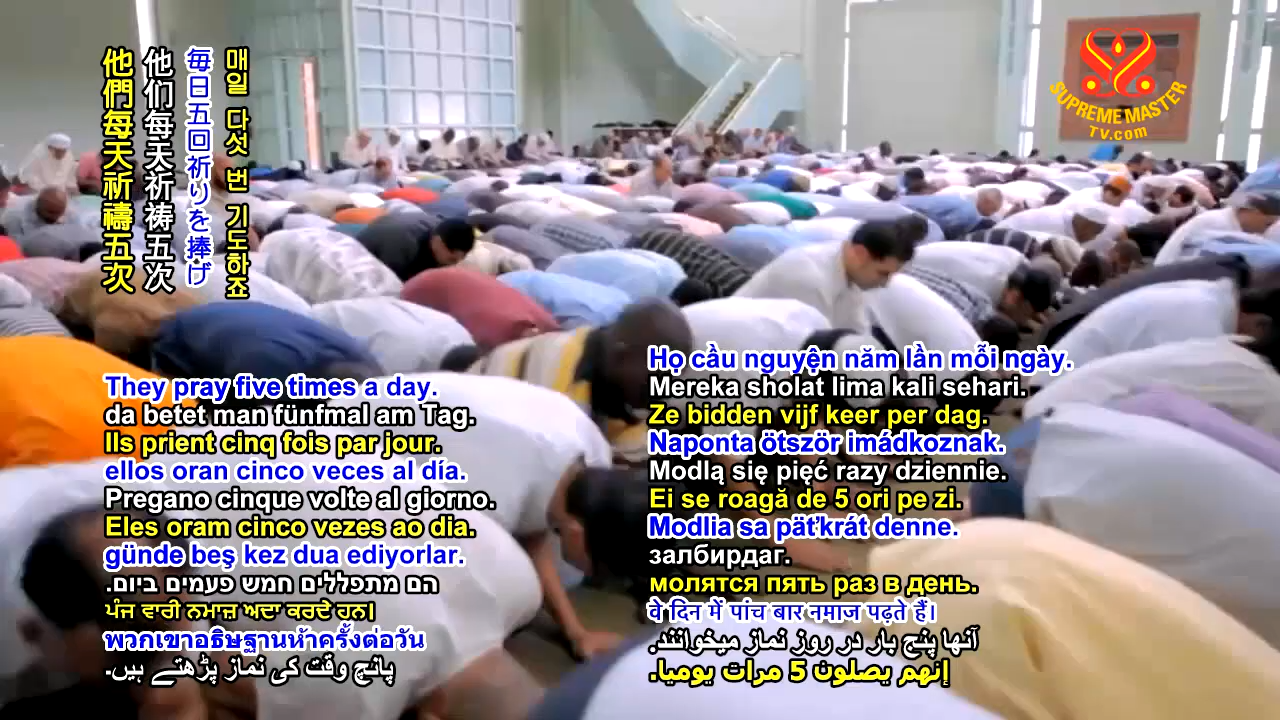 他們每天祈禱五次
他们每天祈祷五次
毎日五回祈りを捧げ
매일 다섯 번 기도하죠
SUPREME MASTER
TV.com
They pray five times a day.
da betet man fünfmal am Tag.
Ils prient cinq fois par jour.
ellos oran cinco veces al día.
Pregano cinque volte al giorno.
Eles oram cinco vezes ao dia.
günde beş kez dua ediyorlar.
הם מתפללים חמש פעמים ביום.
ਪੰਜ ਵਾਰੀ ਨਮਾਜ਼ ਅਦਾ ਕਰਦੇ ਹਨ।
พวกเขาอธิษฐานห้าครั้งต่อวัน
پانچ وقت کی نماز پڑھتے ہیں۔
Họ cầu nguyện năm lần mỗi ngày.
Mereka sholat lima kali sehari.
Ze bidden vijf keer per dag.
Naponta ötször imádkoznak.
Modlą się pięć razy dziennie.
Ei se roagă de 5 ori pe zi.
Modlia sa päťkrát denne.
залбирдаг.
молятся пять раз в день.
वे दिन में पांच बार नमाज पढ़ते हैं।
آنها پنج بار در روز نماز میخوانند.
إنهم يصلون 5 مرات يوميا.